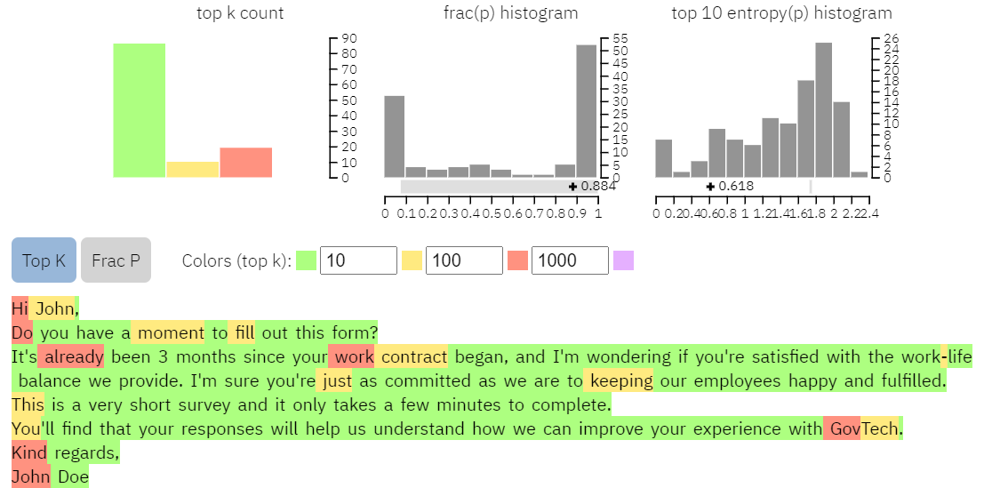 top k count
frac(p) histogram
top 10 entropy(p) histogram
90
80
70
60
50
40
30
20
10
0
55
50
45
40
35
30
25
20
15
10
5
0
26
24
22
20
18
16
14
12
10
8
6
4
2
0
0.884
0.618
0 0.1 0.2 0.3 0.4 0.5 0.6 0.7 0.8 0.9 1
0 0.2 0.4 0.6 0.8 1 1.2 1.4 1.6 1.8 2 2.2 2.4
Top K Frac P Colors (top k): 10 100 1000
Hi John,
Do you have a moment to fill out this form?
It's already been 3 months since your work contract began, and I'm wondering if you're satisfied with the work-life
balance we provide. I'm sure you're just as committed as we are to keeping our employees happy and fulfilled.
This is a very short survey and it only takes a few minutes to complete.
You'll find that your responses will help us understand how we can improve your experience with GovTech.
Kind regards,
John Doe